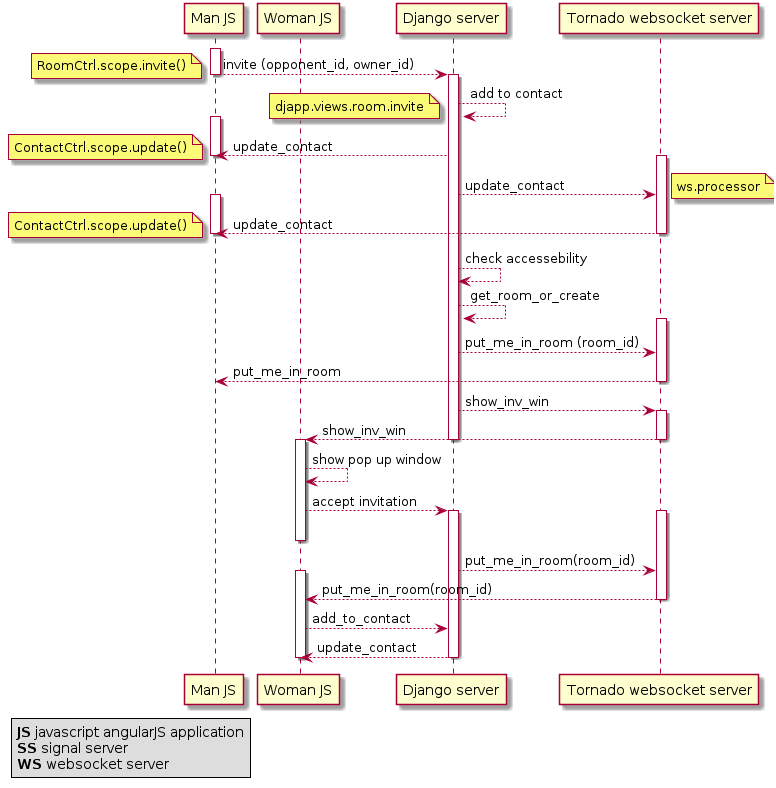 Man JS
Woman JS
Django server
Tornado websocket server
RoomCtrl.scope.invite()
invite (opponent_id, owner_id)
djapp.views.room.invite
add to contact
ContactCtrl.scope.update()
update_contact
update_contact
ws.processor
ContactCtrl.scope.update()
update_contact
check accessebility
get_room_or_create
put_me_in_room (room_id)
put_me_in_room
show_inv_win
show_inv_win
show pop up window
accept invitation
put_me_in_room(room_id)
put_me_in_room(room_id)
add_to_contact
update_contact
Man JS
Woman JS
Django server
Tornado websocket server
JS javascript angularJS application
SS signal server
WS websocket server